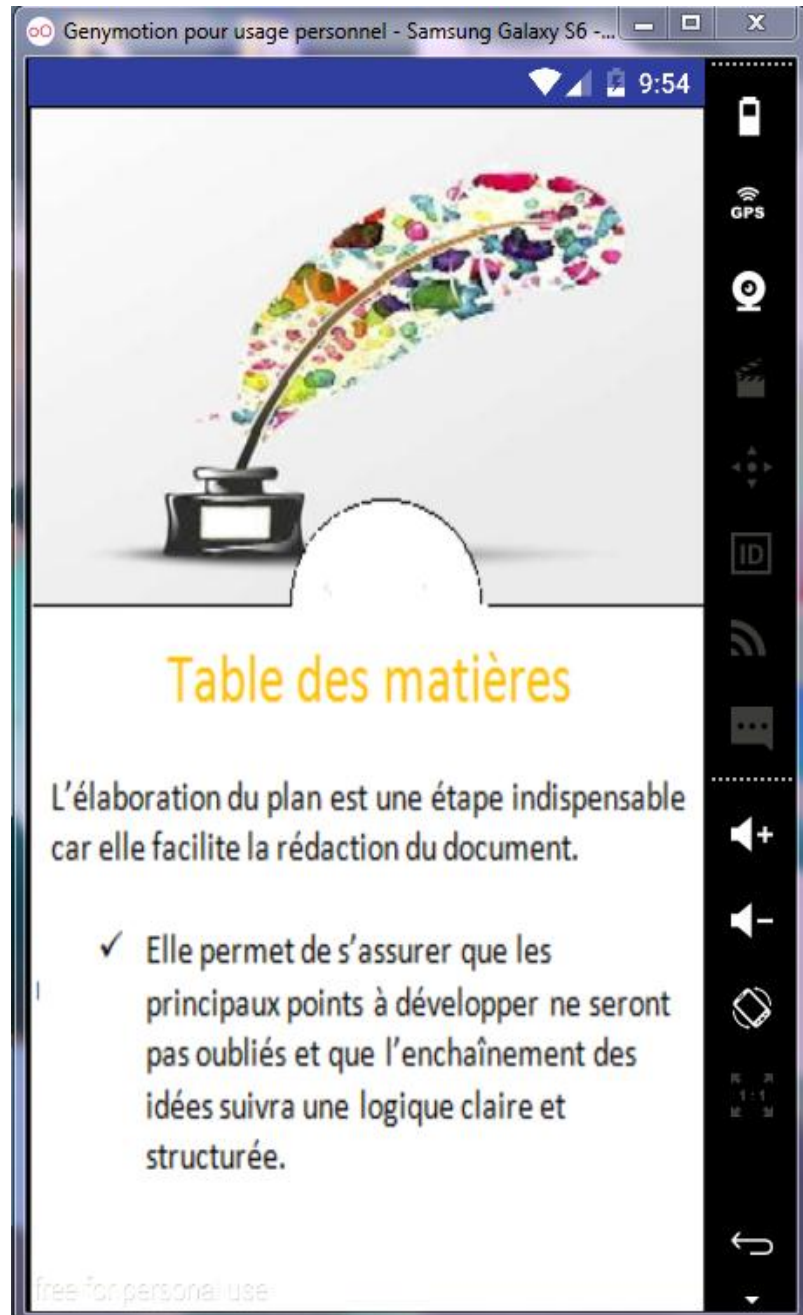 Genymotion pour usage personnel - Samsung Galaxy S6 -...
9:54
GPS
ID
Table des matières
L'élaboration du plan est une étape indispensable
car elle facilite la rédaction du document.
✓ Elle permet de s'assurer que les
principaux points à développer ne seront
pas oubliés et que l'enchaînement des
idées suivra une logique claire et
structurée.
1:1
free for personal use